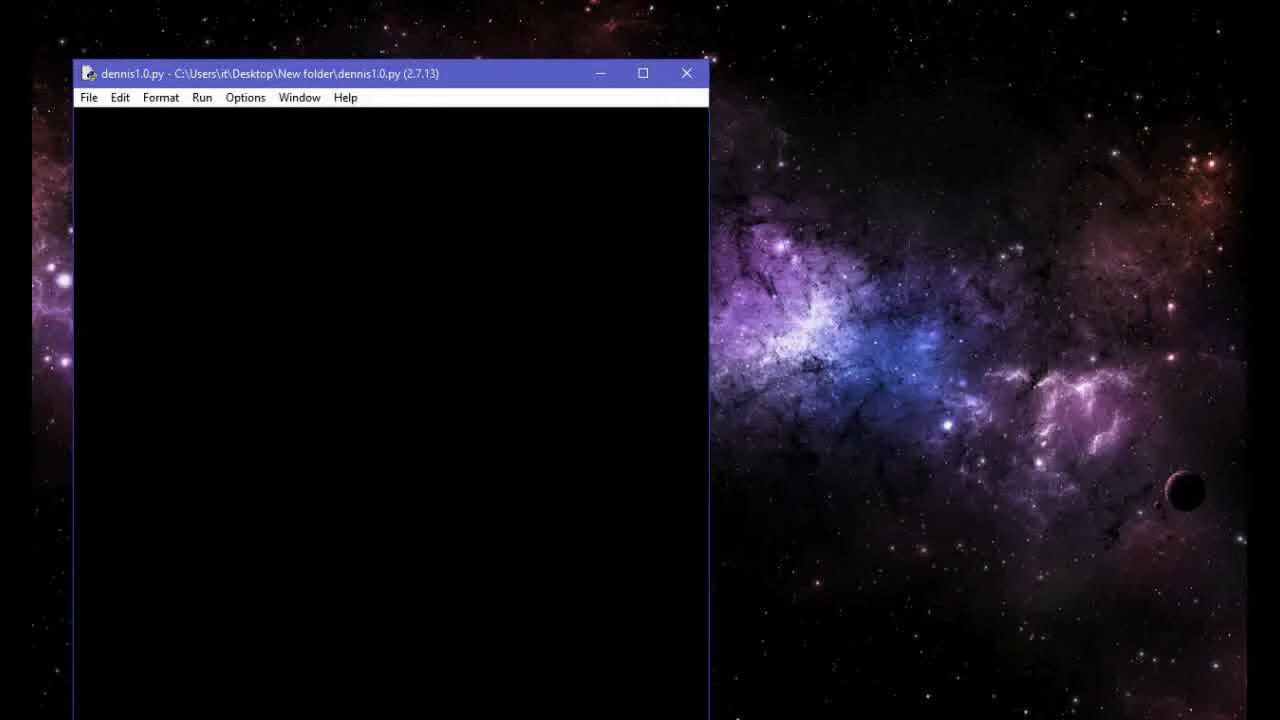 dennis1.0.py - C:\Users\it\Desktop\New folder\dennis1.0.py (2.7.13)
File Edit Format Run Options Window Help